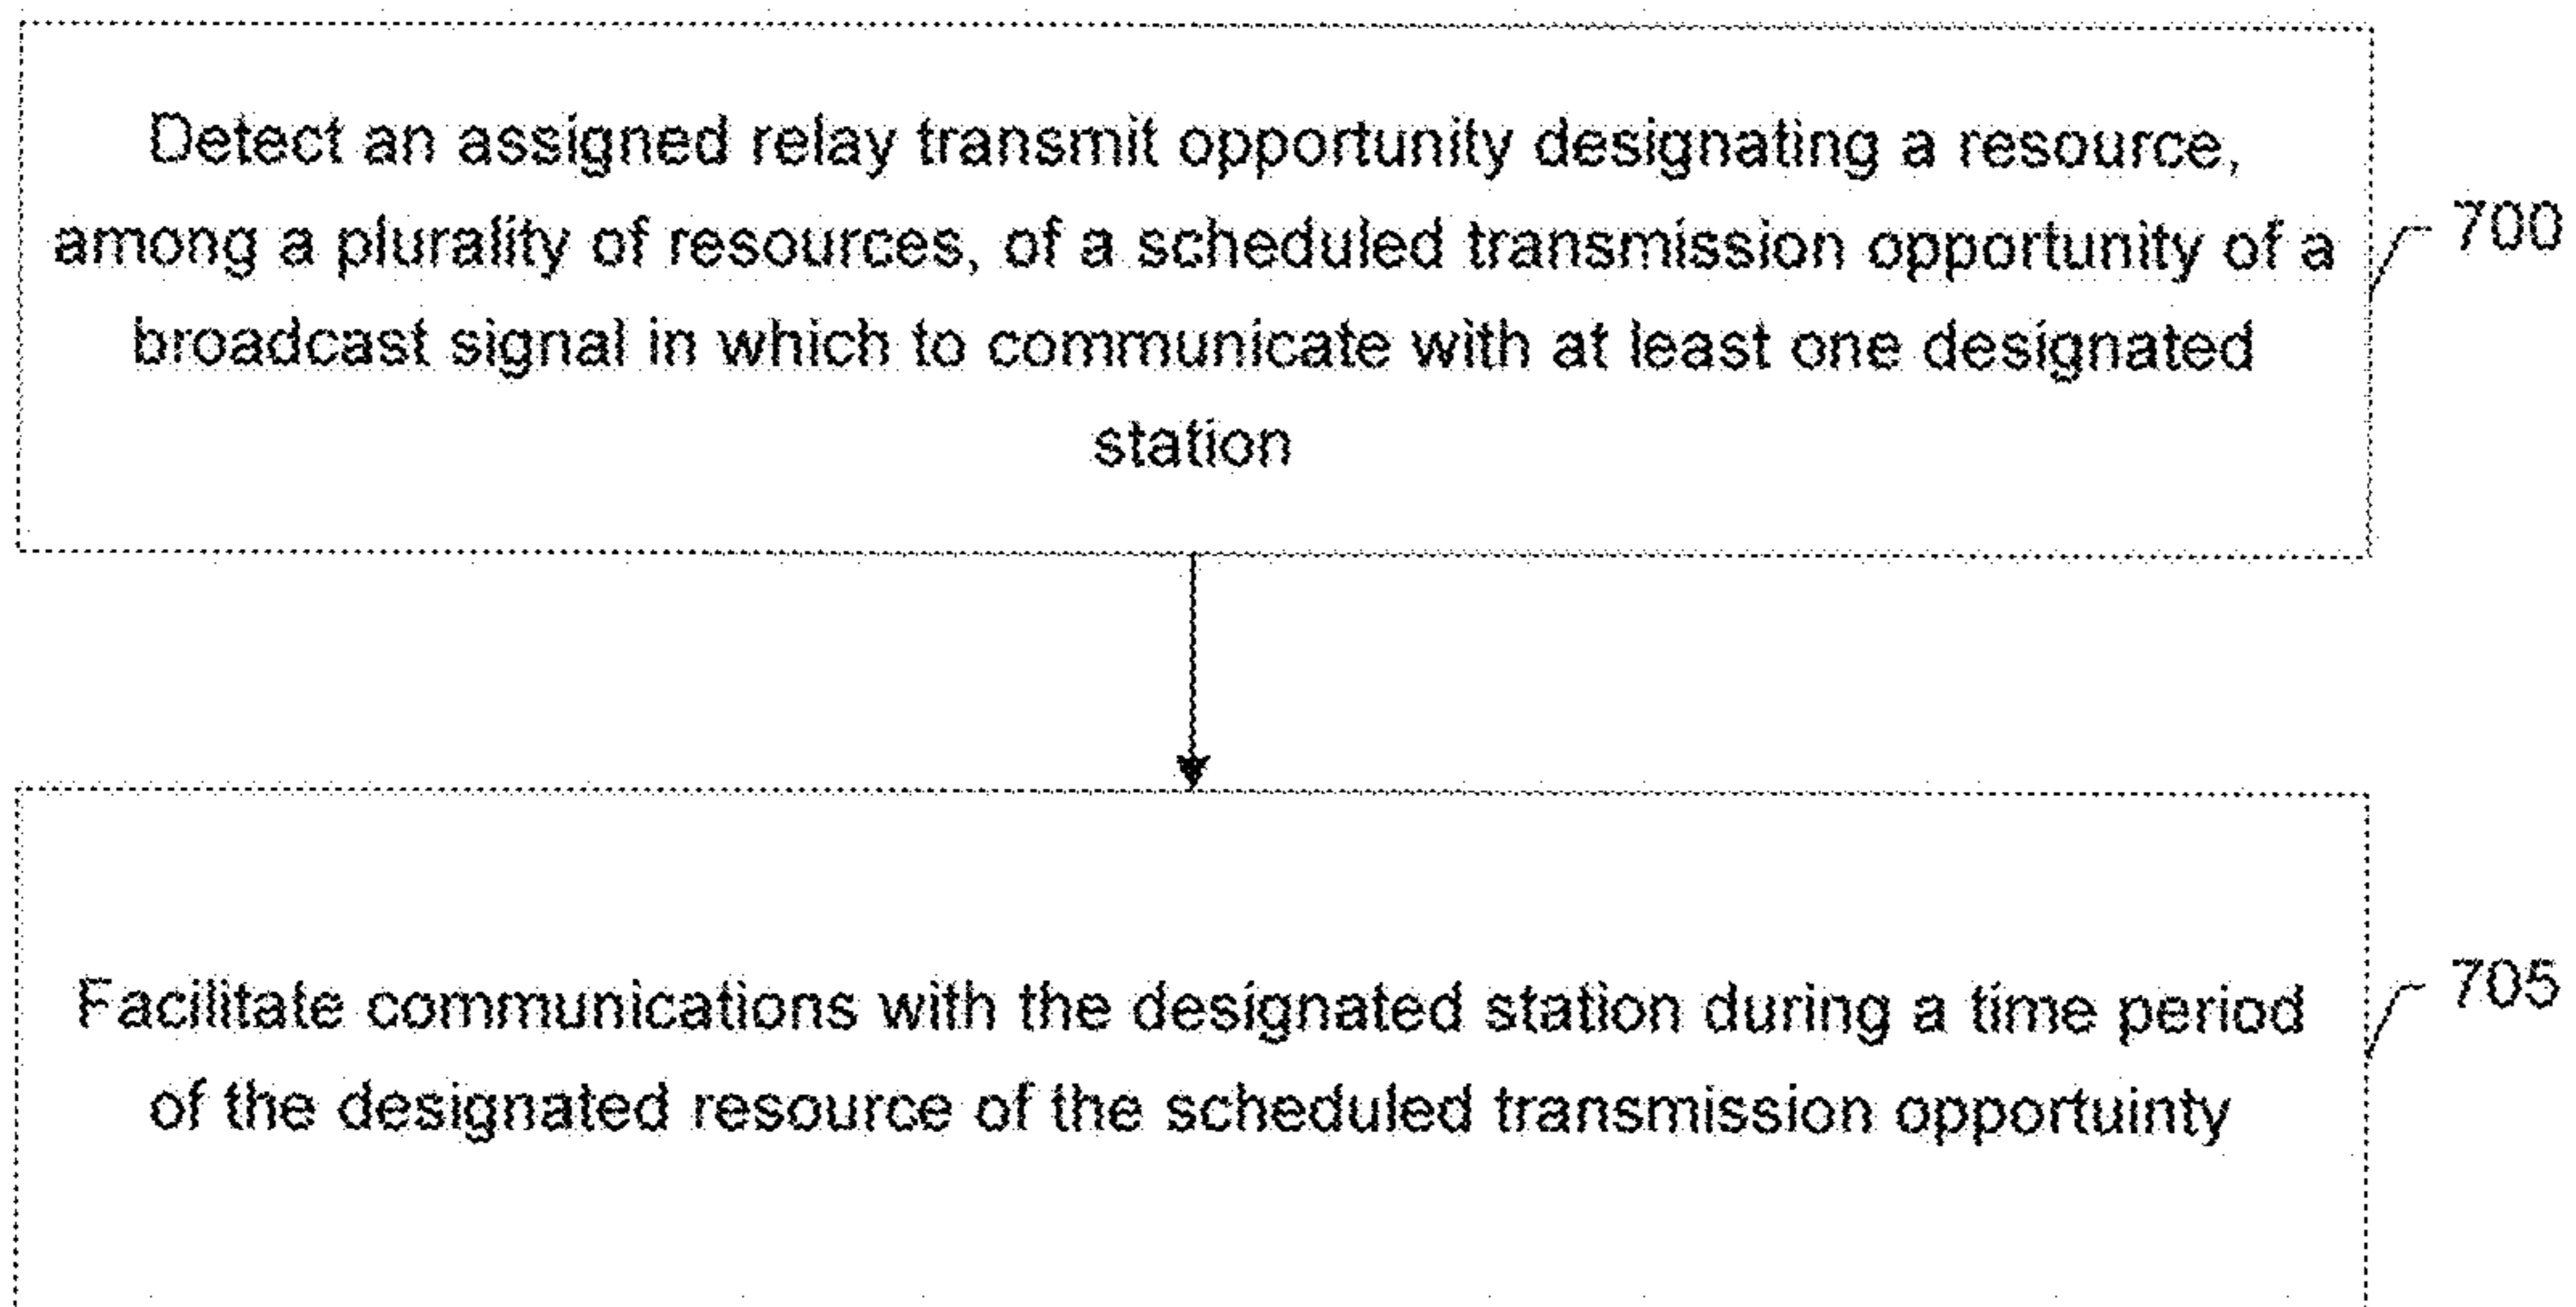 Detect an assigned relay transmit opportunity designating a resource,
among a plurality of resources, of a scheduled transmission opportunity of a
broadcast signal in which to communicate with at least one designated
station
700
Facilitate communications with the designated station during a time period
of the designated resource of the scheduled transmission opportuinty
705